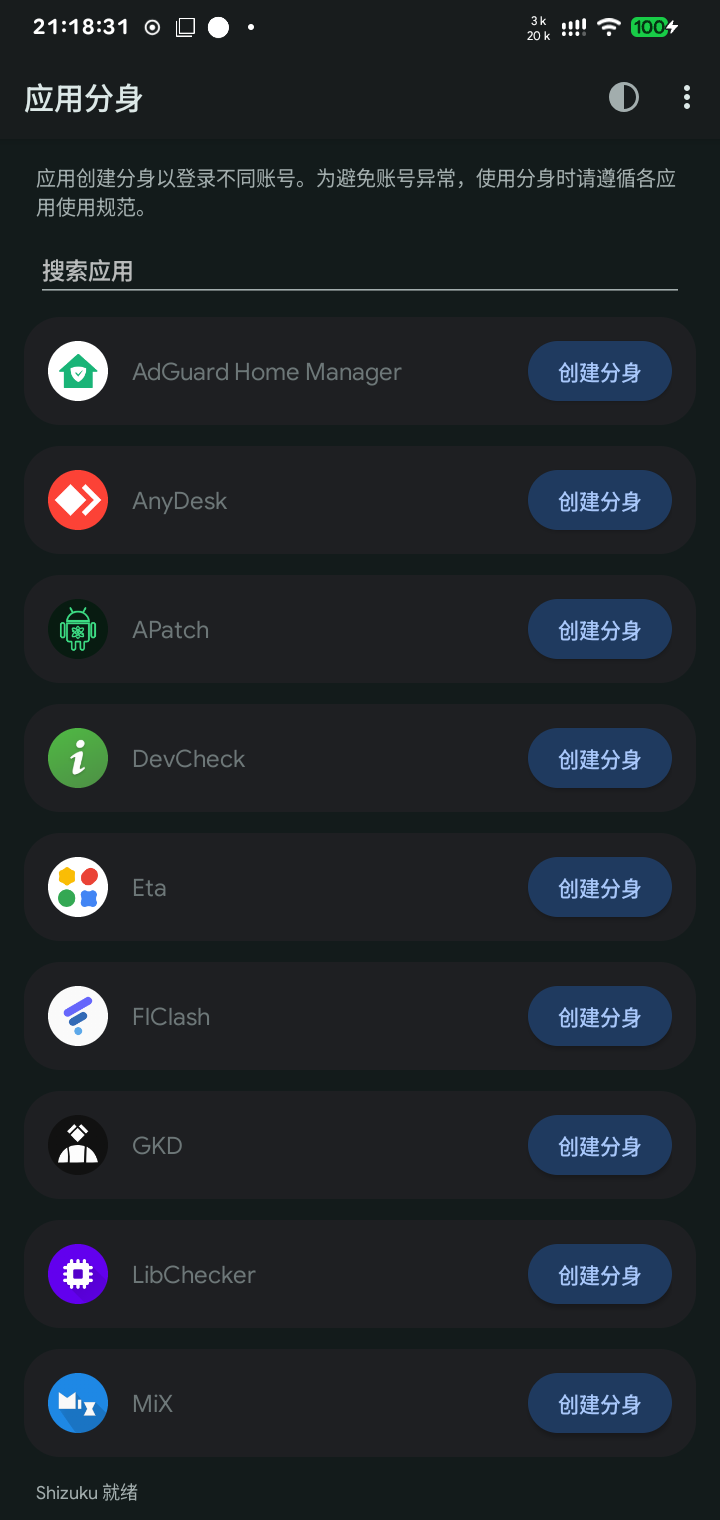 21:18:31
3 k
20 k
100
应用分身
应用创建分身以登录不同账号。为避免账号异常，使用分身时请遵循各应
用使用规范。
搜索应用
AdGuard Home Manager 创建分身
AnyDesk 创建分身
APatch 创建分身
DevCheck 创建分身
Eta 创建分身
FlClash 创建分身
GKD 创建分身
LibChecker 创建分身
MiX 创建分身
Shizuku 就绪